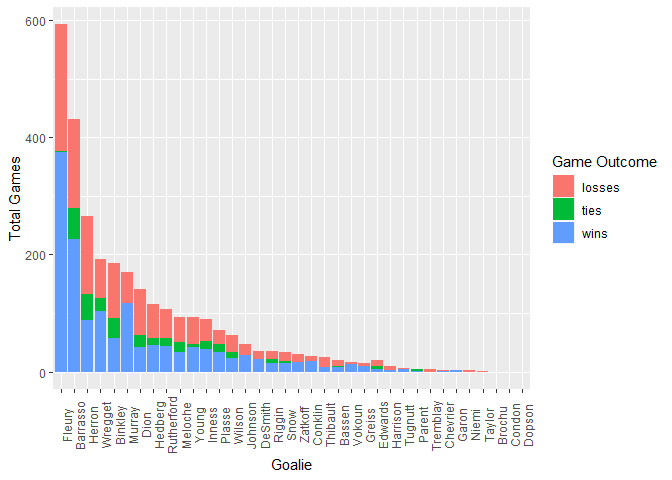 600
400
200
0
Total Games
Fleury
Barrasso
Herron
Wregget
Binkley
Murray
Dion
Hedberg
Rutherford
Meloche
Young
Inness
Plasse
Wilson
Johnson
DeSmith
Riggin
Snow
Zatkoff
Conklin
Thibault
Bassen
Vokoun
Greiss
Edwards
Harrison
Tugnutt
Parent
Tremblay
Chevrier
Garon
Niemi
Taylor
Brochu
Condon
Dopson
Goalie
Game Outcome
losses
ties
wins